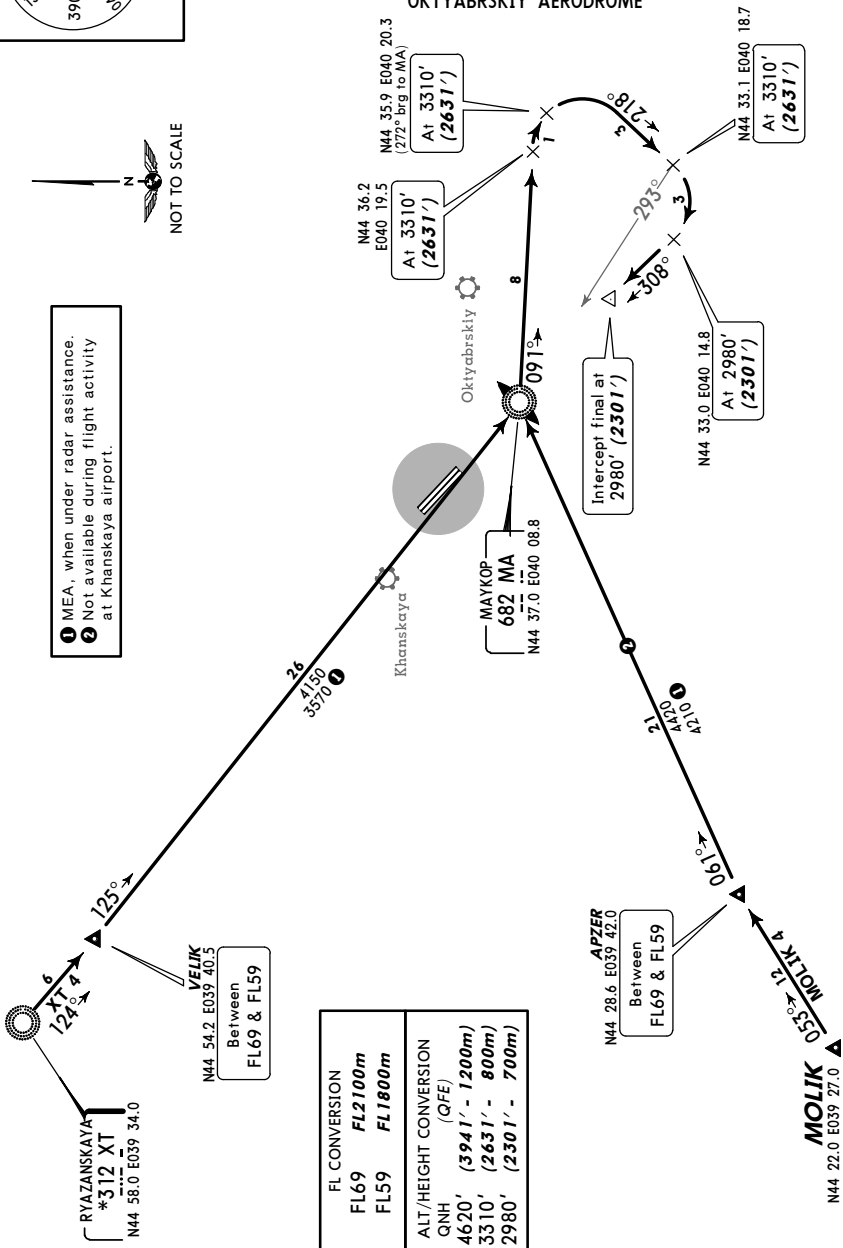 OKTYABRSKIY AERODROME
390
N
NOT TO SCALE
❶ MEA, when under radar assistance.
❷ Not available during flight activity
at Khanskaya airport.
N44 35.9 E040 20.3
(272° brg to MA)
At 3310'
(2631')
N44 36.2
E040 19.5
At 3310'
(2631')
N44 33.1 E040 18.7
At 3310'
(2631')
1
218°
3
293°
3
308°
8
091°
Oktyabrskiy
Intercept final at
2980' (2301')
N44 33.0 E040 14.8
At 2980'
(2301')
MAYKOP
682 MA
N44 37.0 E040 08.8
Khanskaya
26
4150
3570 ❶
❷
21
4420
4210 ❶
125°
061°
6
XT 4
124°
VELIK
N44 54.2 E039 40.5
Between
FL69 & FL59
APZER
N44 28.6 E039 42.0
Between
FL69 & FL59
RYAZANSKAYA
*312 XT
N44 58.0 E039 34.0
12
MOLIK 4
053°
MOLIK
N44 22.0 E039 27.0
FL CONVERSION
FL69 FL2100m
FL59 FL1800m
ALT/HEIGHT CONVERSION
QNH (QFE)
4620' (3941' - 1200m)
3310' (2631' - 800m)
2980' (2301' - 700m)